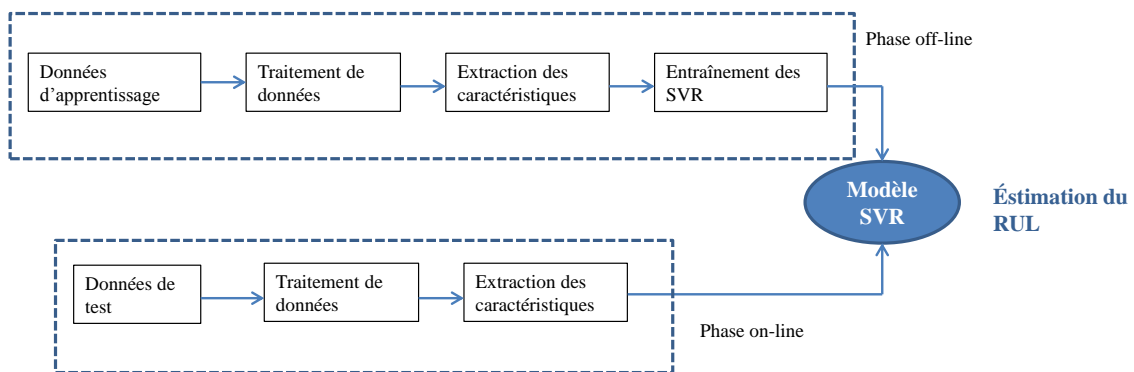 Phase off-line
Données
d’apprentissage
Traitement de
données
Extraction des
caractéristiques
Entraînement des
SVR
Modèle
SVR
Éstimation du
RUL
Données de
test
Traitement de
données
Extraction des
caractéristiques
Phase on-line